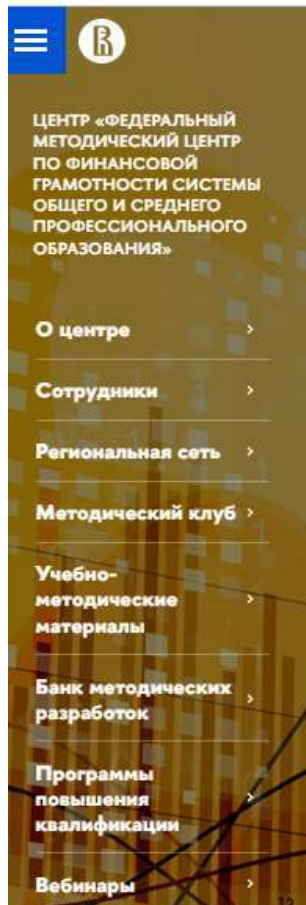 ЦЕНТР «ФЕДЕРАЛЬНЫЙ
МЕТОДИЧЕСКИЙ ЦЕНТР
ПО ФИНАНСОВОЙ
ГРАМОТНОСТИ СИСТЕМЫ
ОБЩЕГО И СРЕДНЕГО
ПРОФЕССИОНАЛЬНОГО
ОБРАЗОВАНИЯ»
О центре
Сотрудники
Региональная сеть
Методический клуб
Учебно-
методические
материалы
Банк методических
разработок
Программы
повышения
квалификации
Вебинары
12